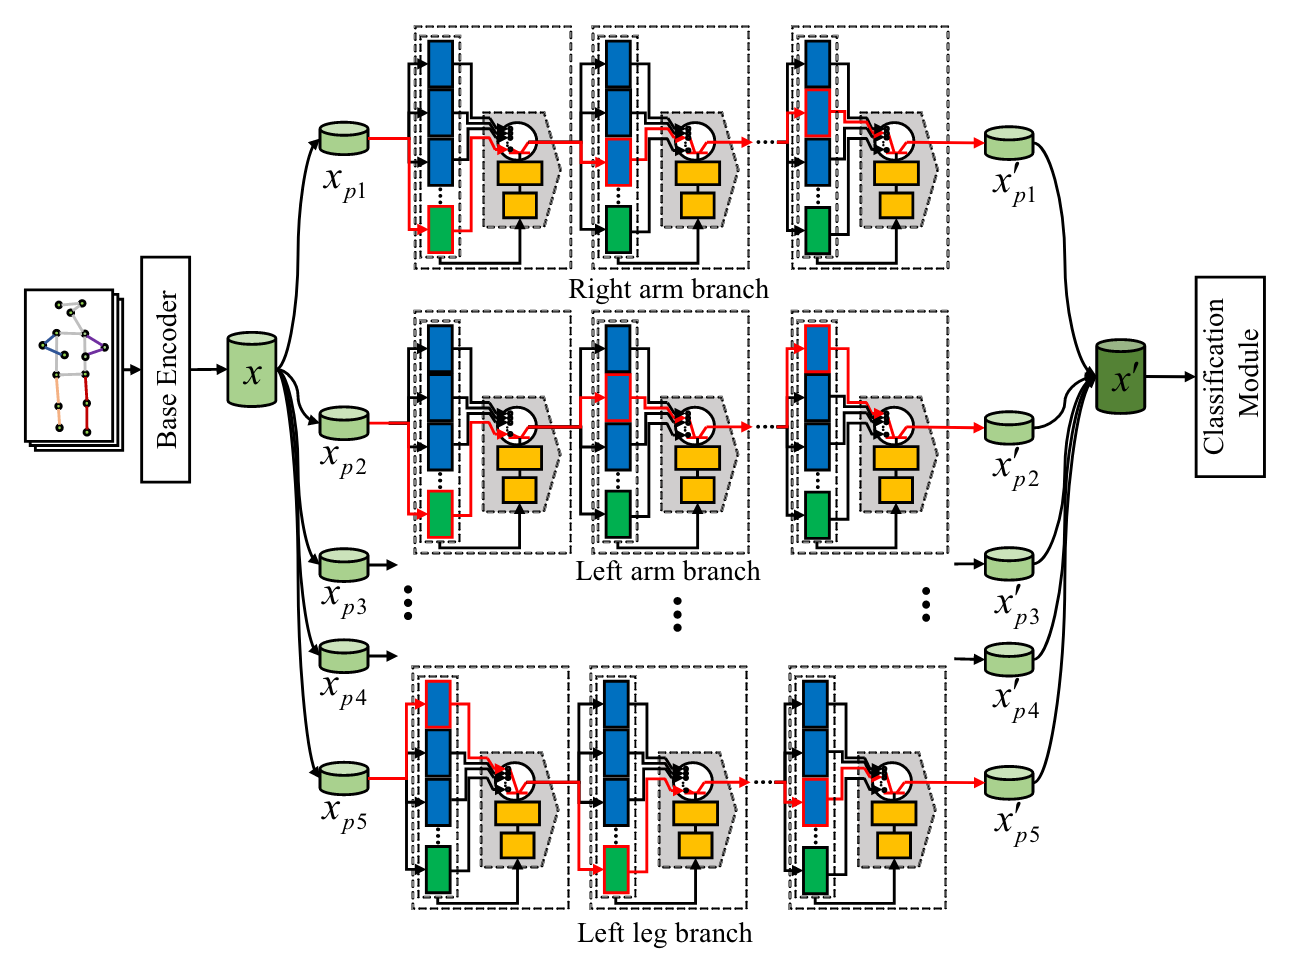 x_{p1}
x'_{p1}
Right arm branch
Base Encoder
x
x'
Classification
Module
x_{p2}
x'_{p2}
Left arm branch
x_{p3}
x'_{p3}
x_{p4}
x'_{p4}
x_{p5}
x'_{p5}
Left leg branch